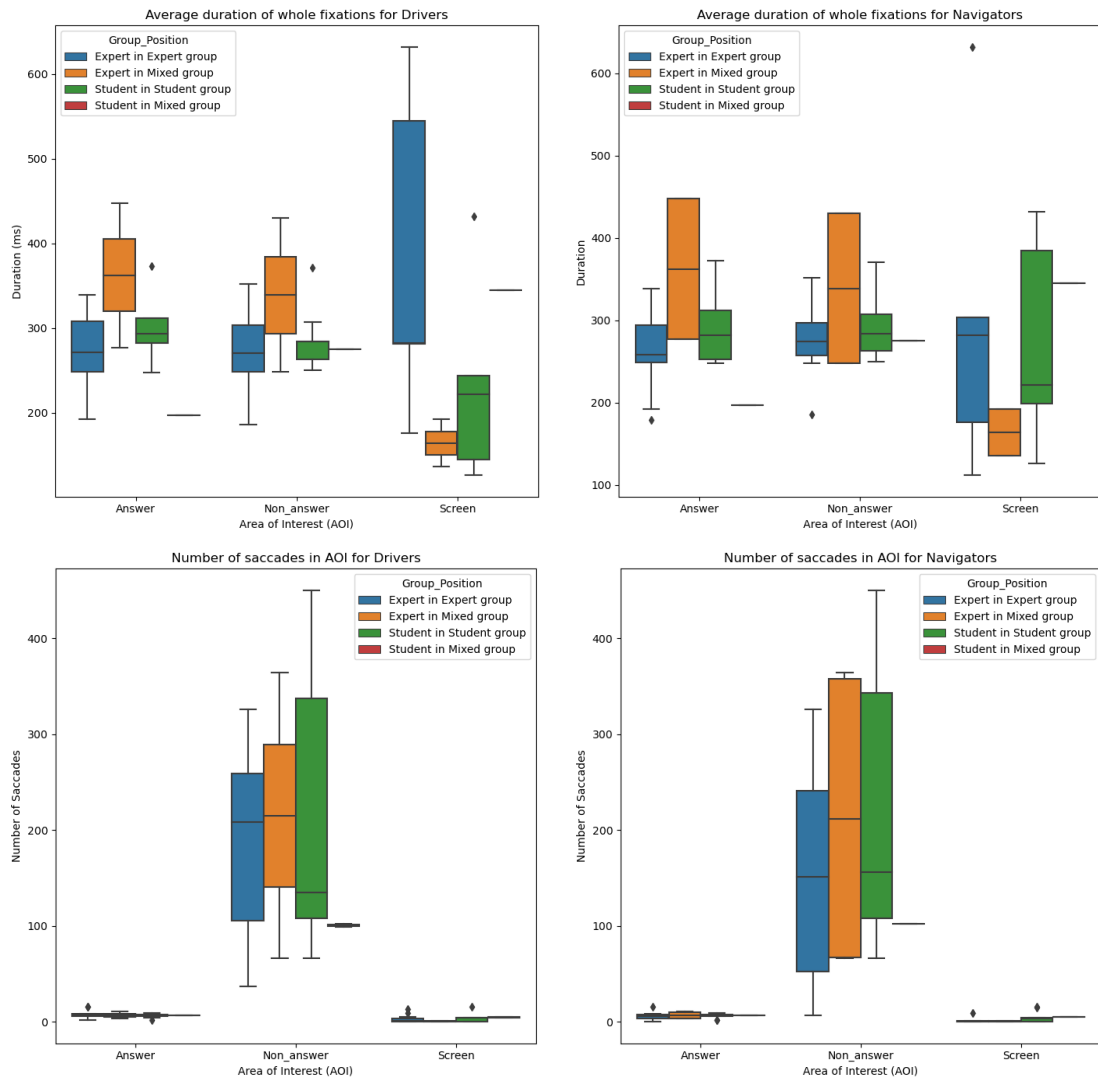 Average duration of whole fixations for Drivers
Group_Position
Expert in Expert group
Expert in Mixed group
Student in Student group
Student in Mixed group
600
500
400
300
200
Duration (ms)
Answer
Non_answer
Screen
Area of Interest (AOI)
Average duration of whole fixations for Navigators
Group_Position
Expert in Expert group
Expert in Mixed group
Student in Student group
Student in Mixed group
600
500
400
300
200
100
Duration
Answer
Non_answer
Screen
Area of Interest (AOI)
Number of saccades in AOI for Drivers
Group_Position
Expert in Expert group
Expert in Mixed group
Student in Student group
Student in Mixed group
400
300
200
100
0
Number of Saccades
Answer
Non_answer
Screen
Area of Interest (AOI)
Number of saccades in AOI for Navigators
Group_Position
Expert in Expert group
Expert in Mixed group
Student in Student group
Student in Mixed group
400
300
200
100
0
Number of Saccades
Answer
Non_answer
Screen
Area of Interest (AOI)